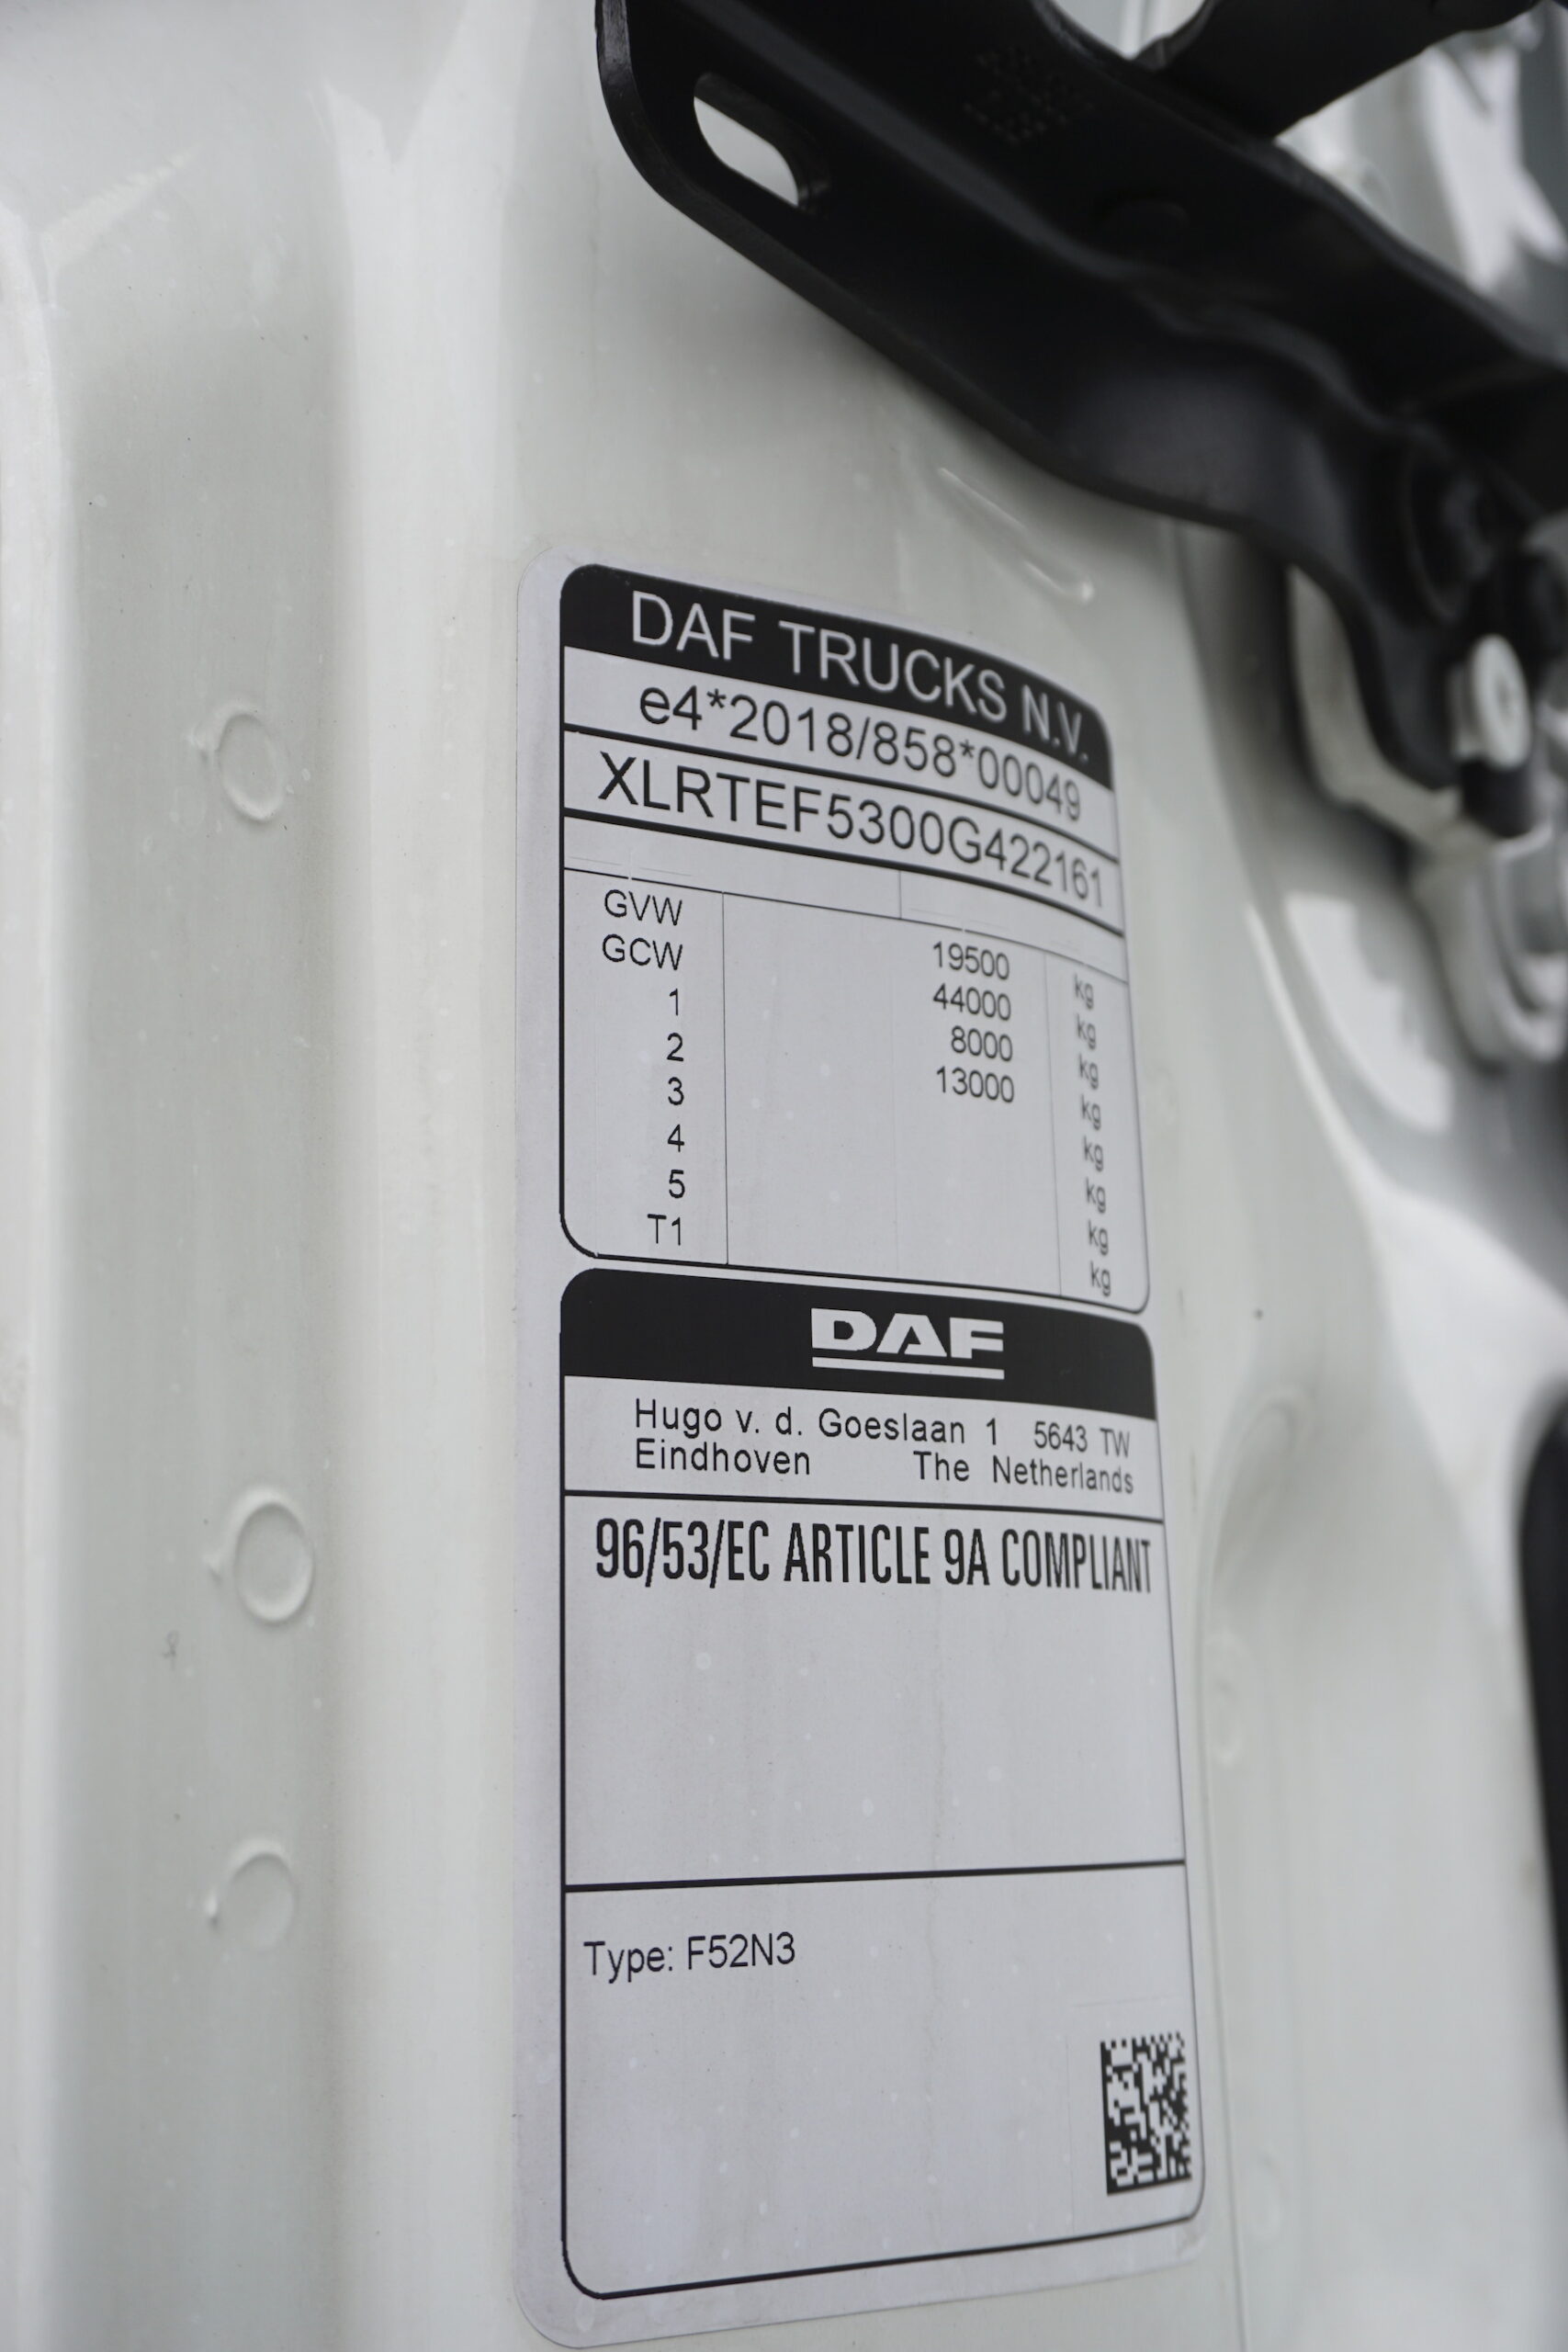 DAF TRUCKS N.V.
e4*2018/858*00049
XLRTEF5300G422161
GVW 19500 kg
GCW 44000 kg
1 8000 kg
2 13000 kg
3 kg
4 kg
5 kg
T1 kg
DAF
Hugo v. d. Goeslaan 1 5643 TW
Eindhoven The Netherlands
96/53/EC ARTICLE 9A COMPLIANT
Type: F52N3